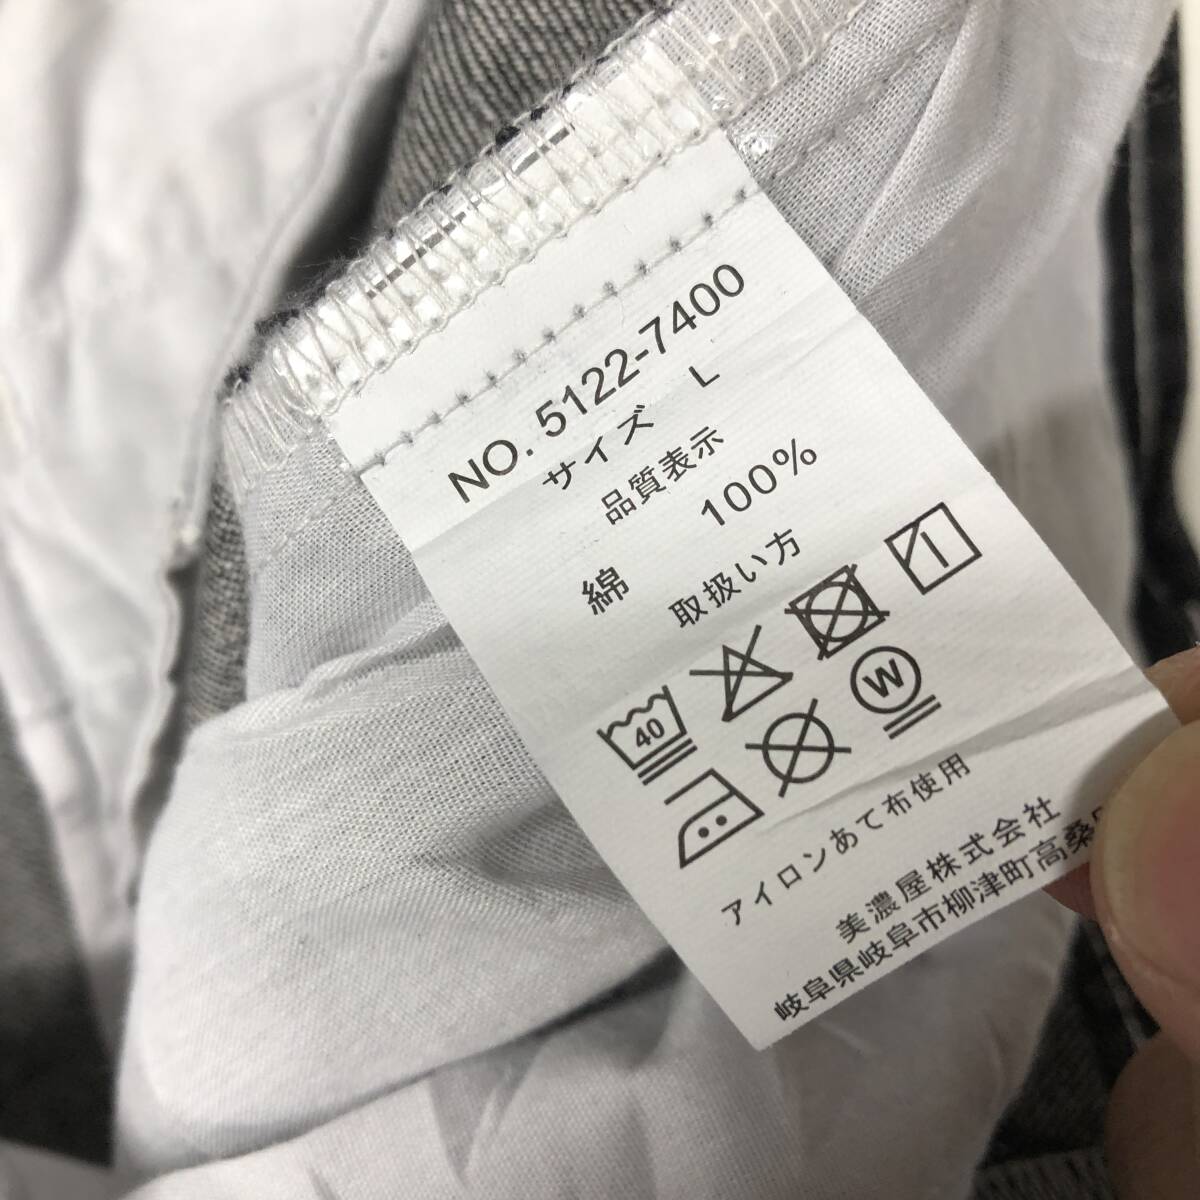 NO. 5122-7400
サイズ L
品質表示
綿 100%
取扱い方
40
W
アイロンあて布使用
美濃屋株式会社
岐阜県岐阜市柳津町高桑